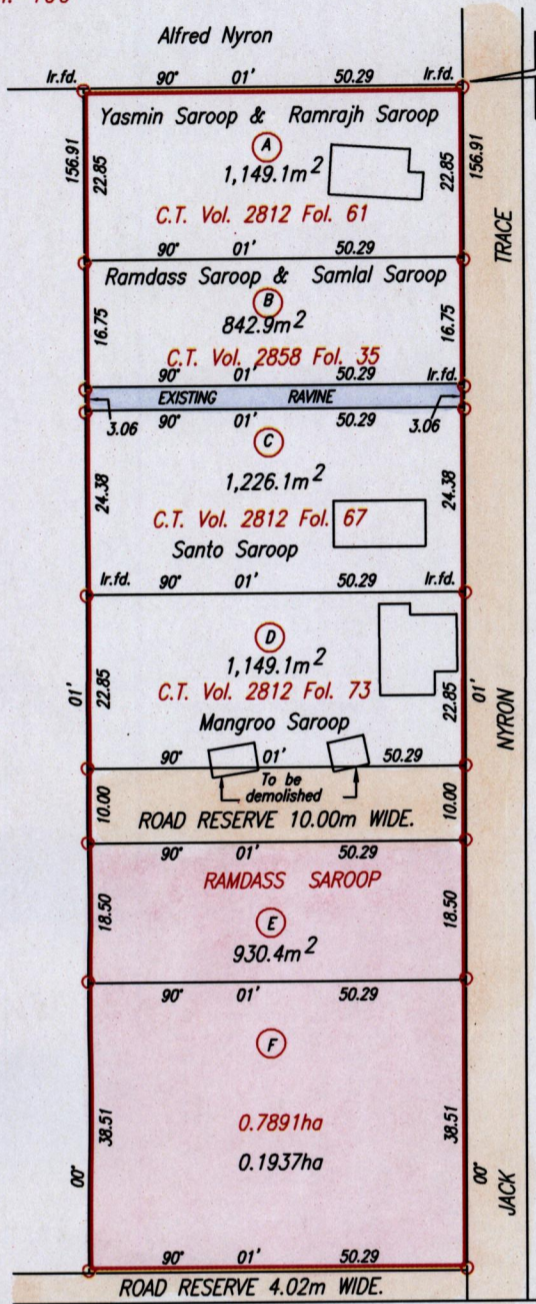 Alfred Nyron
Ir.fd. 90° 01' 50.29 Ir.fd.
Yasmin Saroop & Ramrajh Saroop
156.91 22.85 A 22.85 156.91
1,149.1m²
C.T. Vol. 2812 Fol. 61
TRACE
90° 01' 50.29
Ramdass Saroop & Samlal Saroop
16.75 B 16.75
842.9m²
C.T. Vol. 2858 Fol. 35
90° 01' 50.29 Ir.fd.
EXISTING RAVINE
3.06 90° 01' 50.29 3.06
C
24.38 1,226.1m² 24.38
C.T. Vol. 2812 Fol. 67
Santo Saroop
Ir.fd. 90° 01' 50.29 Ir.fd.
D
1,149.1m²
01' 22.85 C.T. Vol. 2812 Fol. 73 22.85 01'
Mangroo Saroop
NYRON
90° 01' 50.29
To be
demolished
10.00 10.00
ROAD RESERVE 10.00m WIDE.
90° 01' 50.29
RAMDASS SAROOP
18.50 E 18.50
930.4m²
90° 01' 50.29
F
38.51 0.7891ha 38.51
0.1937ha
00° 00°
JACK
90° 01' 50.29
ROAD RESERVE 4.02m WIDE.